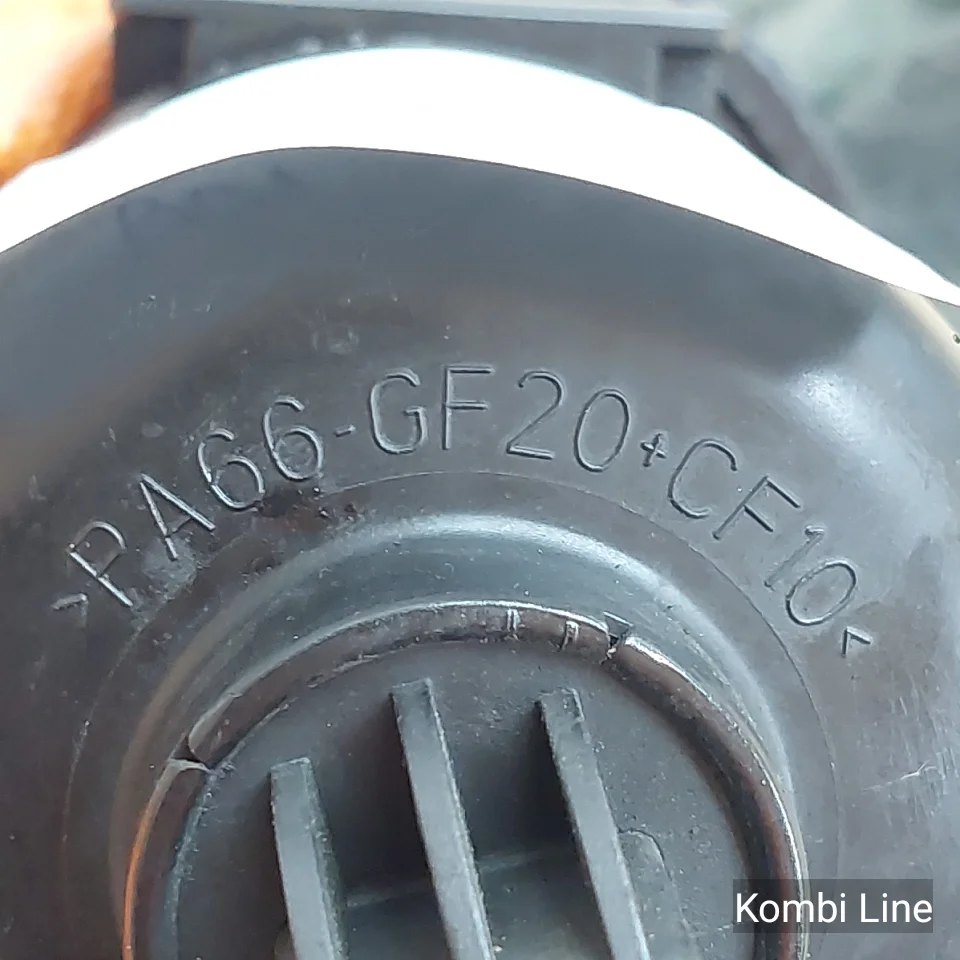 >PA66-GF20+CF10<
Kombi Line